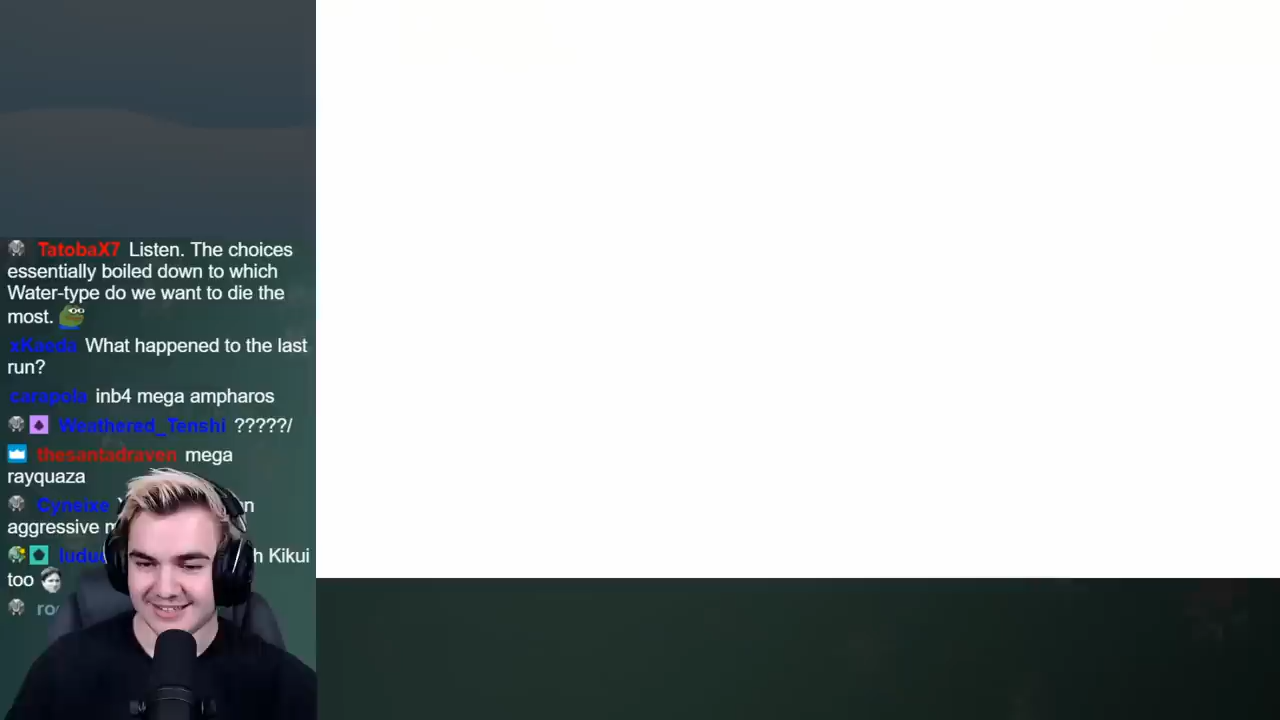 TatobaX7 Listen. The choices
essentially boiled down to which
Water-type do we want to die the
most.
xKaeda What happened to the last
run?
carapola inb4 mega ampharos
Weathered_Tenshi ?????/
thesantadraven mega
rayquaza
Cyneixe
aggressive
h Kikui
too